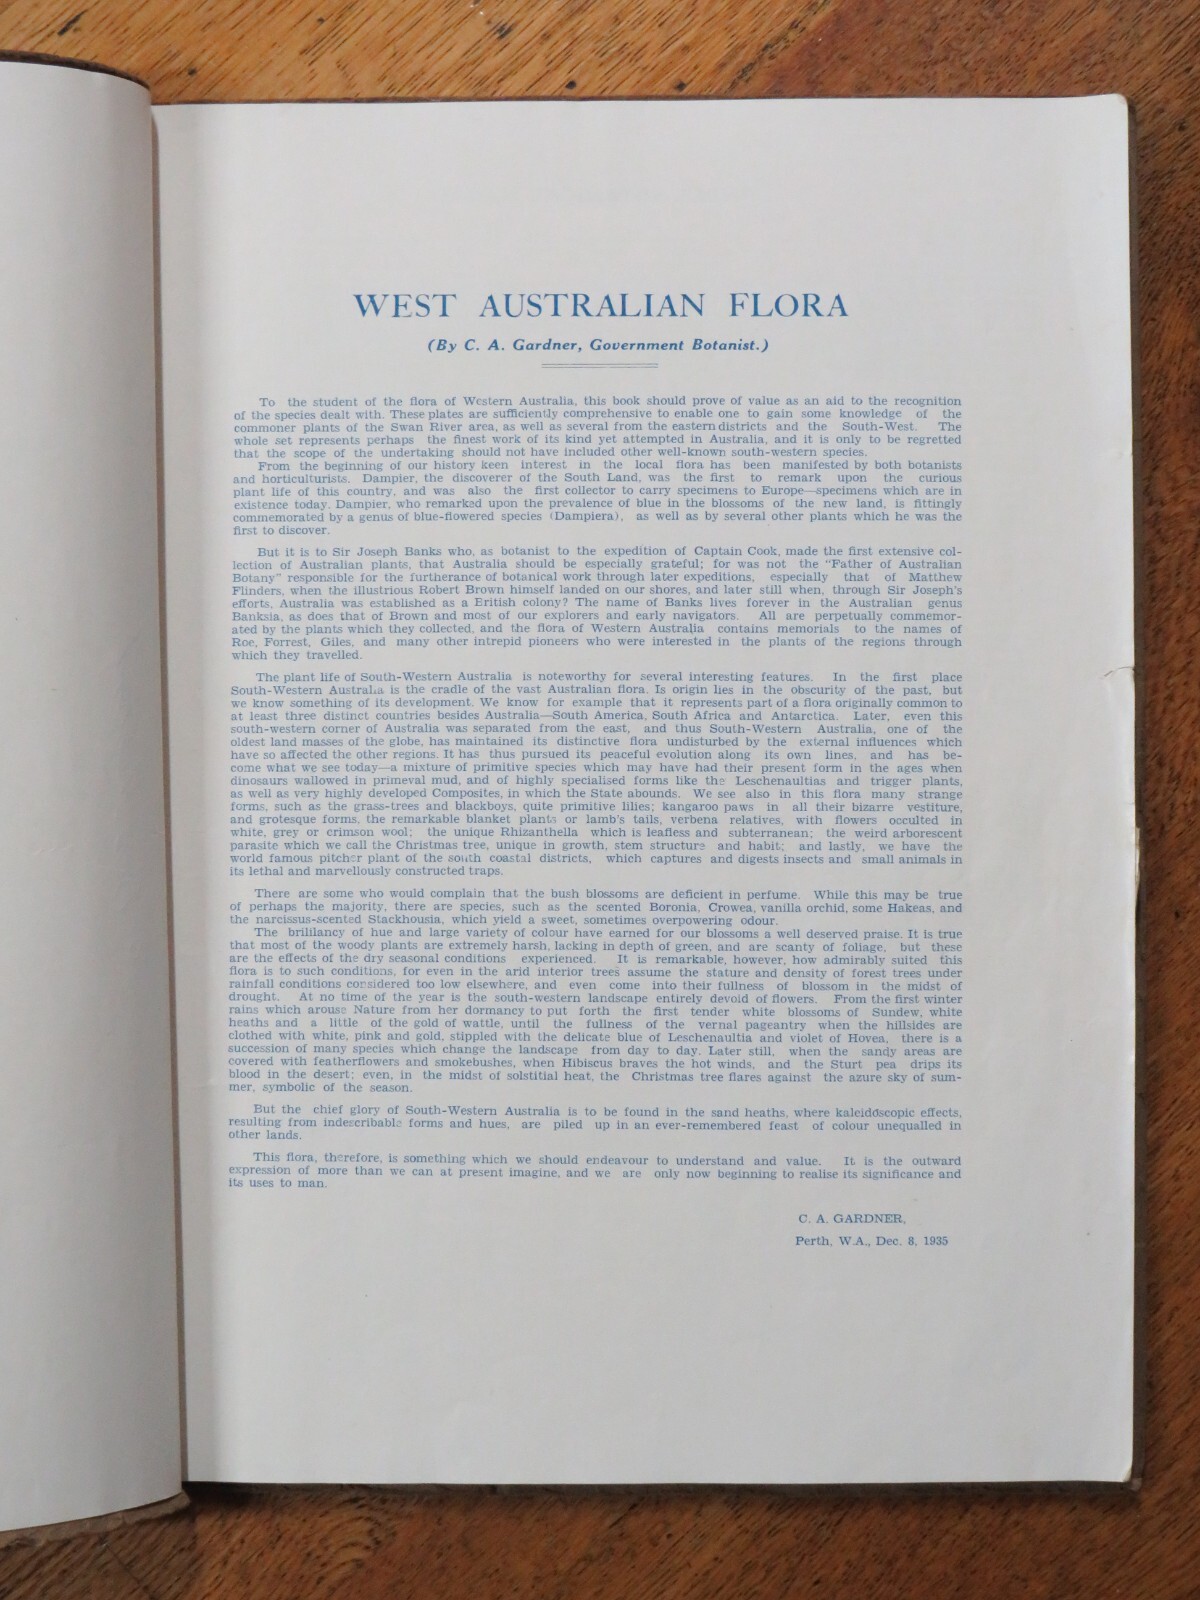 WEST AUSTRALIAN FLORA
(By C. A. Gardner, Government Botanist.)
To the student of the flora of Western Australia, this book should prove of value as an aid to the recognition
of the species dealt with. These plates are sufficiently comprehensive to enable one to gain some knowledge of the
commoner plants of the Swan River area, as well as several from the eastern districts and the South-West. The
whole set represents perhaps the finest work of its kind yet attempted in Australia, and it is only to be regretted
that the scope of the undertaking should not have included other well-known south-western species.
From the beginning of our history keen interest in the local flora has been manifested by both botanists
and horticulturists. Dampier, the discoverer of the South Land, was the first to remark upon the curious
plant life of this country, and was also the first collector to carry specimens to Europe—specimens which are in
existence today. Dampier, who remarked upon the prevalence of blue in the blossoms of the new land, is fittingly
commemorated by a genus of blue-flowered species (Dampiera), as well as by several other plants which he was the
first to discover.
But it is to Sir Joseph Banks who, as botanist to the expedition of Captain Cook, made the first extensive col-
lection of Australian plants, that Australia should be especially grateful; for was not the "Father of Australian
Botany" responsible for the furtherance of botanical work through later expeditions, especially that of Matthew
Flinders, when the illustrious Robert Brown himself landed on our shores, and later still when, through Sir Joseph's
efforts, Australia was established as a British colony? The name of Banks lives forever in the Australian genus
Banksia, as does that of Brown and most of our explorers and early navigators. All are perpetually commemor-
ated by the plants which they collected, and the flora of Western Australia contains memorials to the names of
Roe, Forrest, Giles, and many other intrepid pioneers who were interested in the plants of the regions through
which they travelled.
The plant life of South-Western Australia is noteworthy for several interesting features. In the first place
South-Western Australia is the cradle of the vast Australian flora. Is origin lies in the obscurity of the past, but
we know something of its development. We know for example that it represents part of a flora originally common to
at least three distinct countries besides Australia—South America, South Africa and Antarctica. Later, even this
south-western corner of Australia was separated from the east, and thus South-Western Australia, one of the
oldest land masses of the globe, has maintained its distinctive flora undisturbed by the external influences which
have so affected the other regions. It has thus pursued its peaceful evolution along its own lines, and has be-
come what we see today—a mixture of primitive species which may have had their present form in the ages when
dinosaurs wallowed in primeval mud, and of highly specialised forms like the Leschenaultias and trigger plants,
as well as very highly developed Composites, in which the State abounds. We see also in this flora many strange
forms, such as the grass-trees and blackboys, quite primitive lilies; kangaroo paws in all their bizarre vestiture,
and grotesque forms, the remarkable blanket plants or lamb's tails, verbena relatives, with flowers occulted in
white, grey or crimson wool; the unique Rhizanthella which is leafless and subterranean; the weird arborescent
parasite which we call the Christmas tree, unique in growth, stem structure and habit; and lastly, we have the
world famous pitcher plant of the south coastal districts, which captures and digests insects and small animals in
its lethal and marvellously constructed traps.
There are some who would complain that the bush blossoms are deficient in perfume. While this may be true
of perhaps the majority, there are species, such as the scented Boronia, Crowea, vanilla orchid, some Hakeas, and
the narcissus-scented Stackhousia, which yield a sweet, sometimes overpowering odour.
The brililancy of hue and large variety of colour have earned for our blossoms a well deserved praise. It is true
that most of the woody plants are extremely harsh, lacking in depth of green, and are scanty of foliage, but these
are the effects of the dry seasonal conditions experienced. It is remarkable, however, how admirably suited this
flora is to such conditions, for even in the arid interior trees assume the stature and density of forest trees under
rainfall conditions considered too low elsewhere, and even come into their fullness of blossom in the midst of
drought. At no time of the year is the south-western landscape entirely devoid of flowers. From the first winter
rains which arouse Nature from her dormancy to put forth the first tender white blossoms of Sundew, white
heaths and a little of the gold of wattle, until the fullness of the vernal pageantry when the hillsides are
clothed with white, pink and gold, stippled with the delicate blue of Leschenaultia and violet of Hovea, there is a
succession of many species which change the landscape from day to day. Later still, when the sandy areas are
covered with featherflowers and smokebushes, when Hibiscus braves the hot winds, and the Sturt pea drips its
blood in the desert; even, in the midst of solstitial heat, the Christmas tree flares against the azure sky of sum-
mer, symbolic of the season.
But the chief glory of South-Western Australia is to be found in the sand heaths, where kaleidoscopic effects,
resulting from indescribable forms and hues, are piled up in an ever-remembered feast of colour unequalled in
other lands.
This flora, therefore, is something which we should endeavour to understand and value. It is the outward
expression of more than we can at present imagine, and we are only now beginning to realise its significance and
its uses to man.
C. A. GARDNER,
Perth, W.A., Dec. 8, 1935